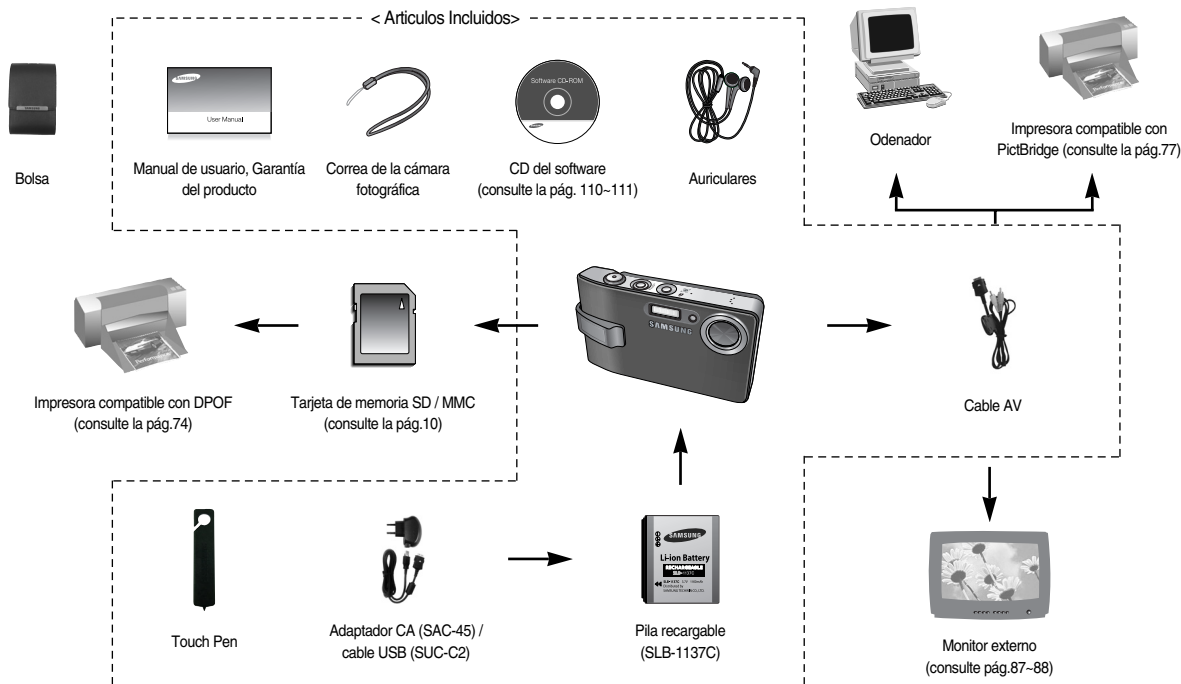 < Articulos Incluidos>
SAMSUNG
User Manual
Software CD-ROM
Bolsa
Manual de usuario, Garantía
del producto
Correa de la cámara
fotográfica
CD del software
(consulte la pág. 110~111)
Auriculares
Odenador
Impresora compatible con
PictBridge (consulte la pág.77)
SAMSUNG
Impresora compatible con DPOF
(consulte la pág.74)
Tarjeta de memoria SD / MMC
(consulte la pág.10)
Cable AV
SAMSUNG
Li-ion Battery
RECHARGEABLE
SLB-1137C
Touch Pen
Adaptador CA (SAC-45) /
cable USB (SUC-C2)
Pila recargable
(SLB-1137C)
Monitor externo
(consulte pág.87~88)